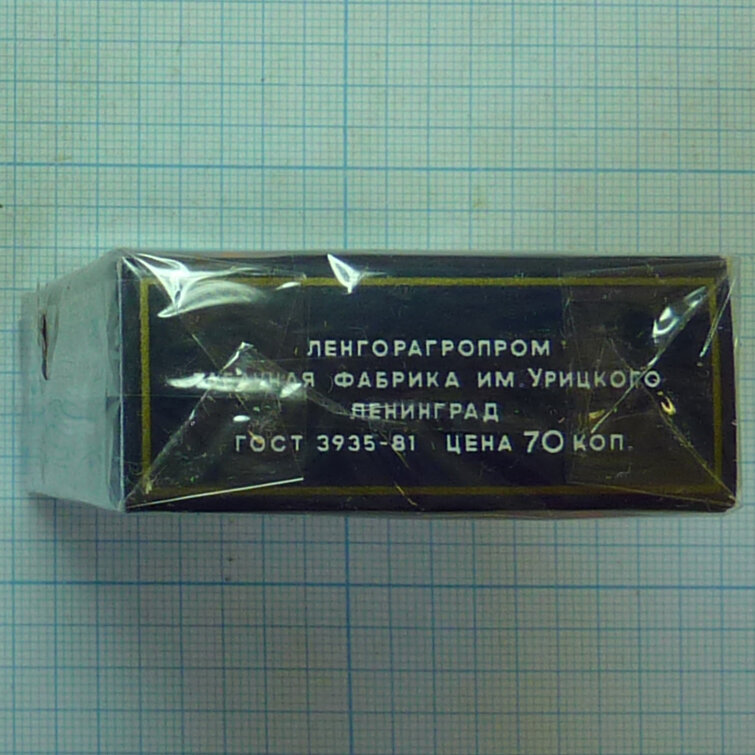 ЛЕНГОРАГРОПРОМ
ФАБРИКА ИМ. УРИЦКОГО
ЛЕНИНГРАД
ГОСТ 3935-81 ЦЕНА 70 КОП.